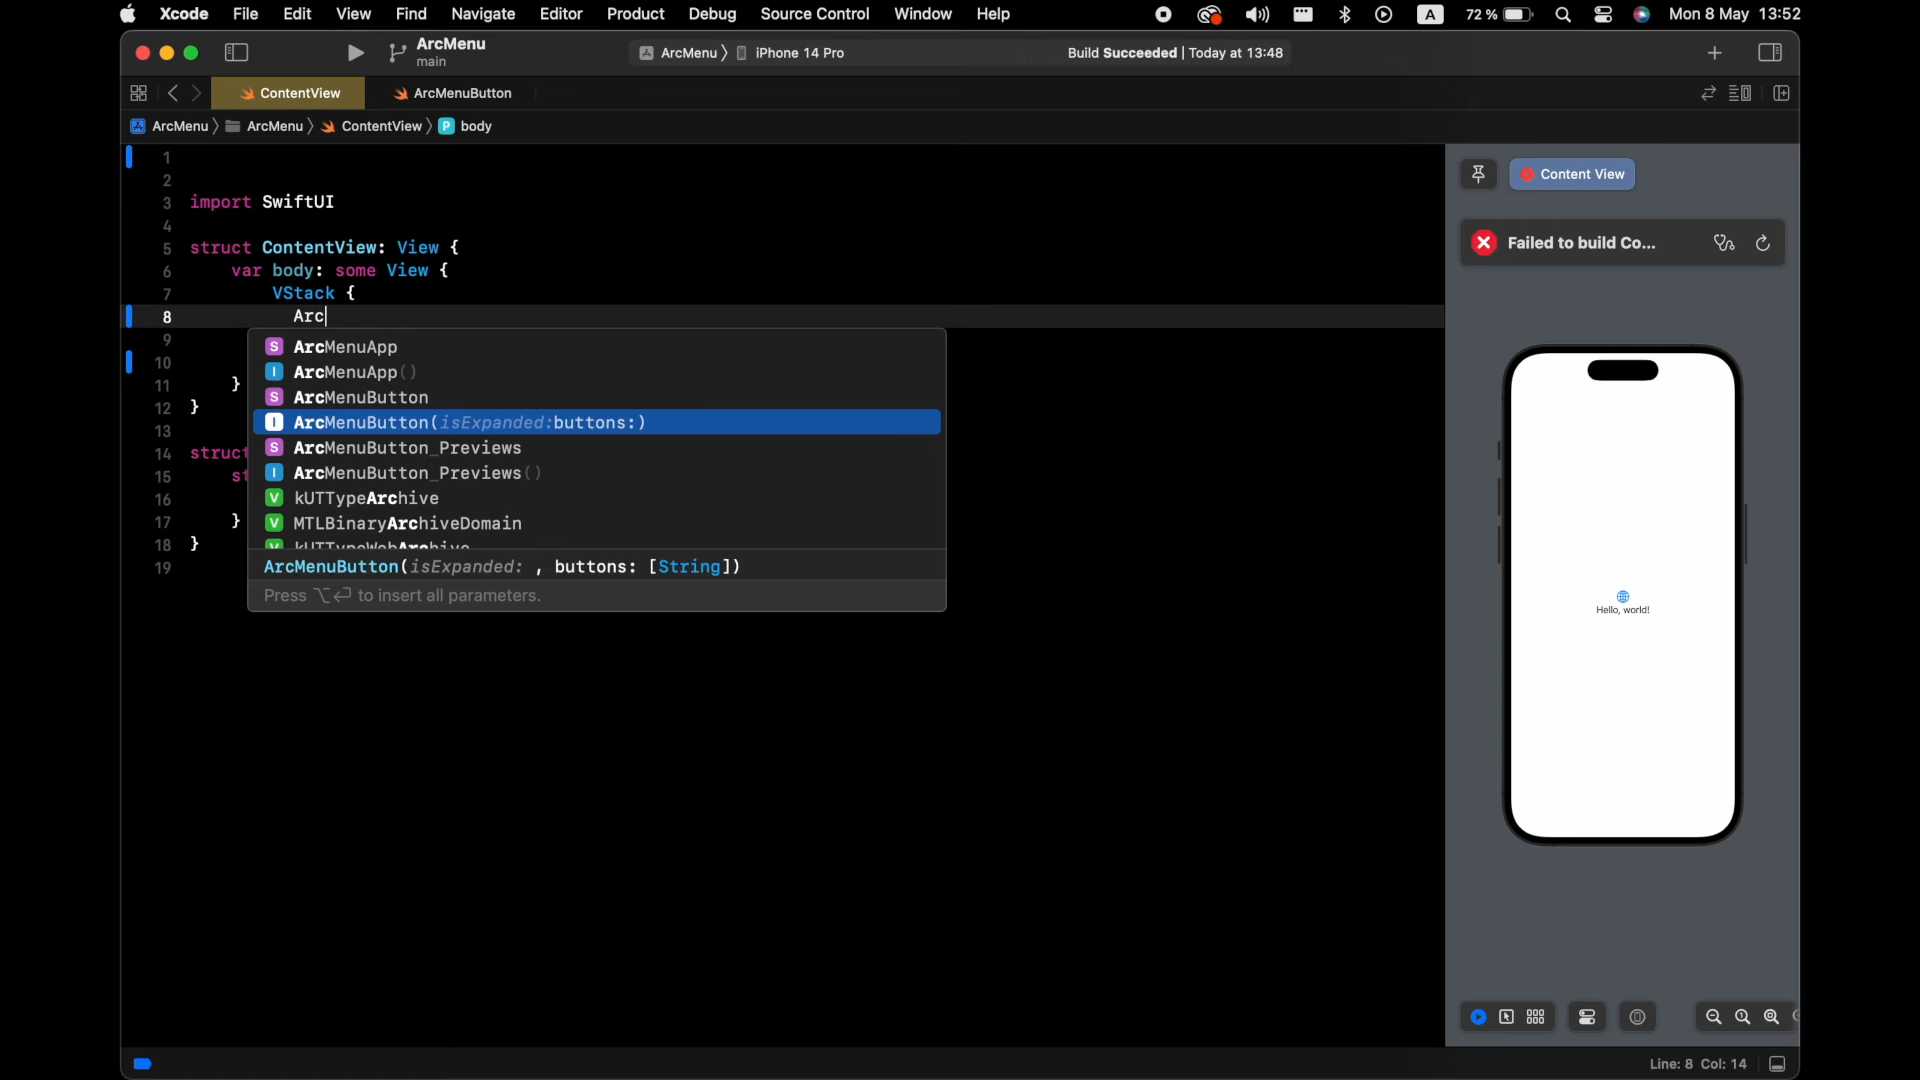 Xcode File Edit View Find Navigate Editor Product Debug Source Control Window Help A 72 % Mon 8 May 13:52
ArcMenu
main
ArcMenu 〉 iPhone 14 Pro
Build Succeeded | Today at 13:48
ContentView
ArcMenuButton
ArcMenu 〉 ArcMenu 〉 ContentView 〉 P body
1
2
3 import SwiftUI
4
5 struct ContentView: View {
6 var body: some View {
7 VStack {
8 Arc
9
10
11 }
12 }
13
14 struct
15 st
16
17 }
18 }
19
S ArcMenuApp
I ArcMenuApp()
S ArcMenuButton
I ArcMenuButton(isExpanded:buttons:)
S ArcMenuButton_Previews
I ArcMenuButton_Previews()
V kUTTypeArchive
V MTLBinaryArchiveDomain
V kUTTypeWebArchive
ArcMenuButton(isExpanded: , buttons: [String])
Press ⌥⏎ to insert all parameters.
Content View
Failed to build Co...
Hello, world!
Line: 8 Col: 14